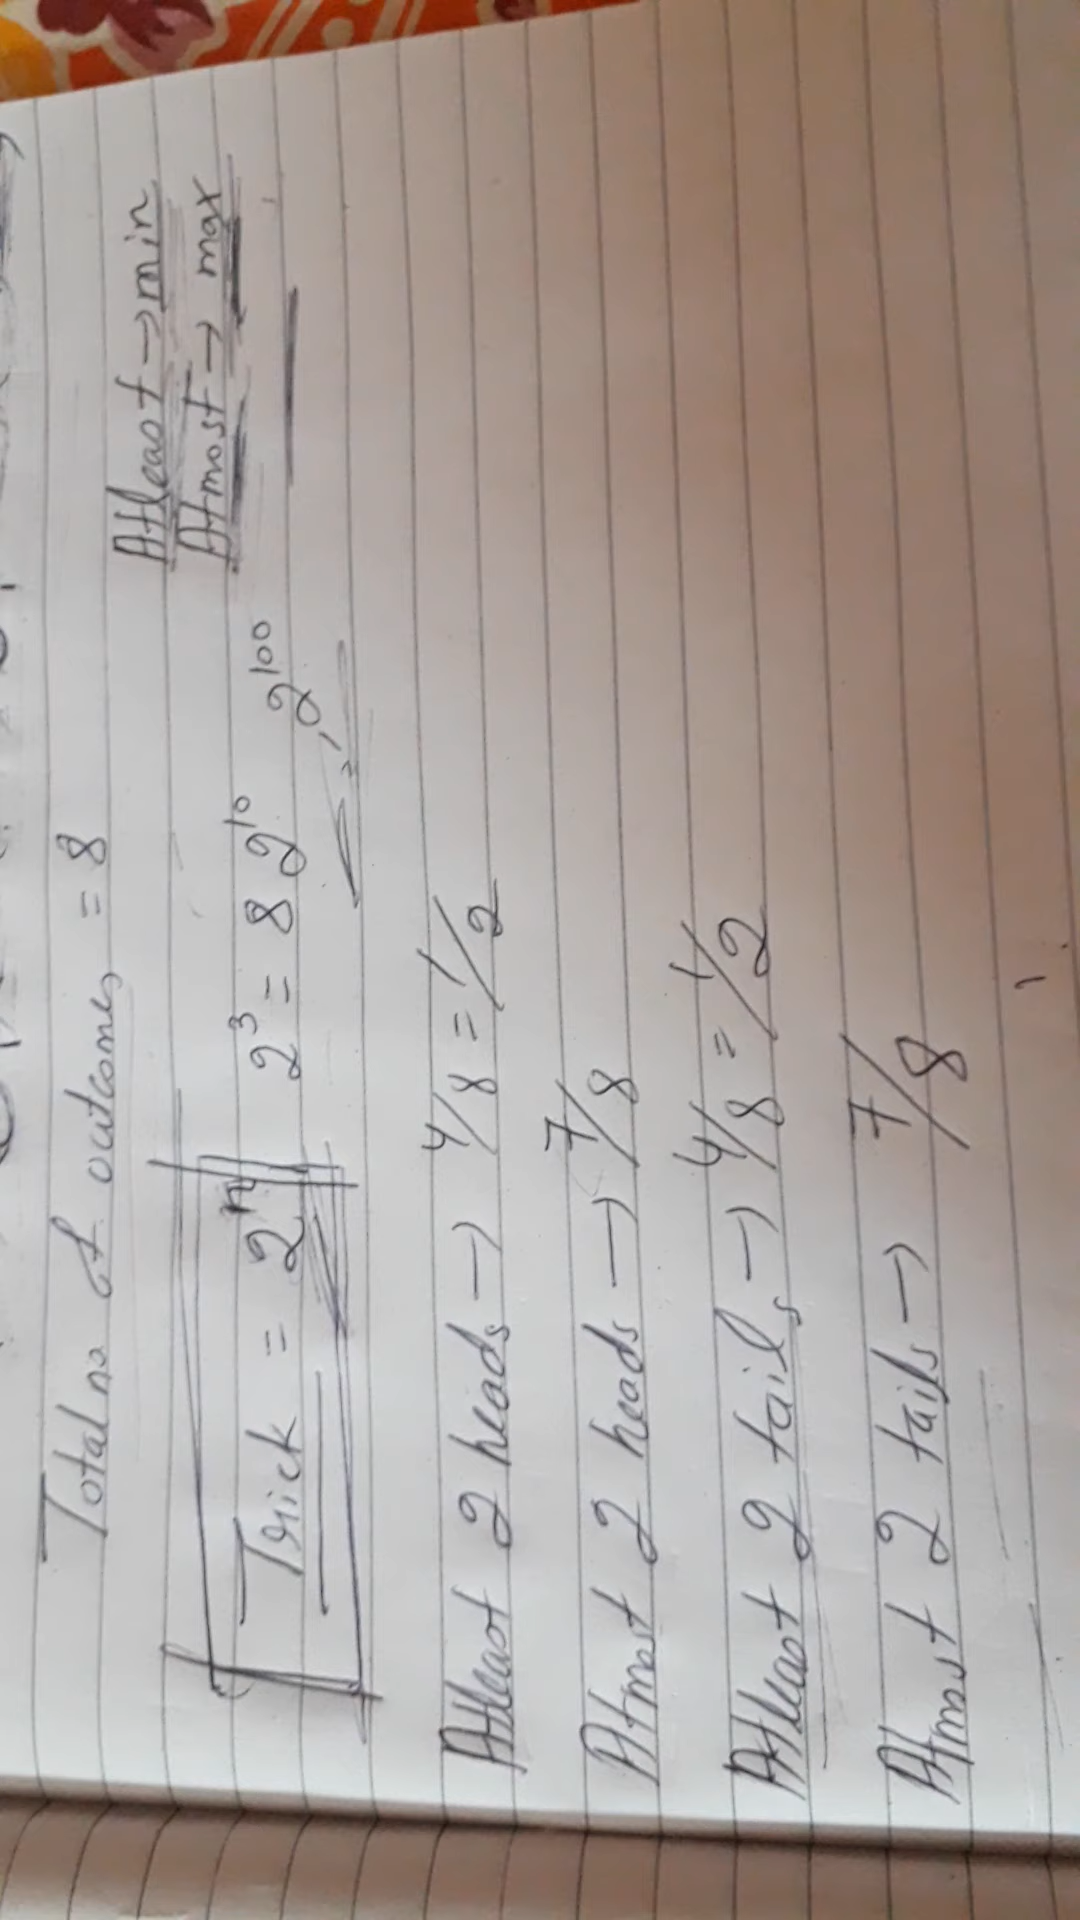 Total no of outcomes = 8
Atleast → min
Atmost → max
Trick = 2ⁿ 2³ = 8 2¹⁰, 2¹⁰⁰
Atleast 2 heads → 4/8 = 1/2
Atmost 2 heads → 7/8
Atleast 2 tails → 4/8 = 1/2
Atmost 2 tails → 7/8